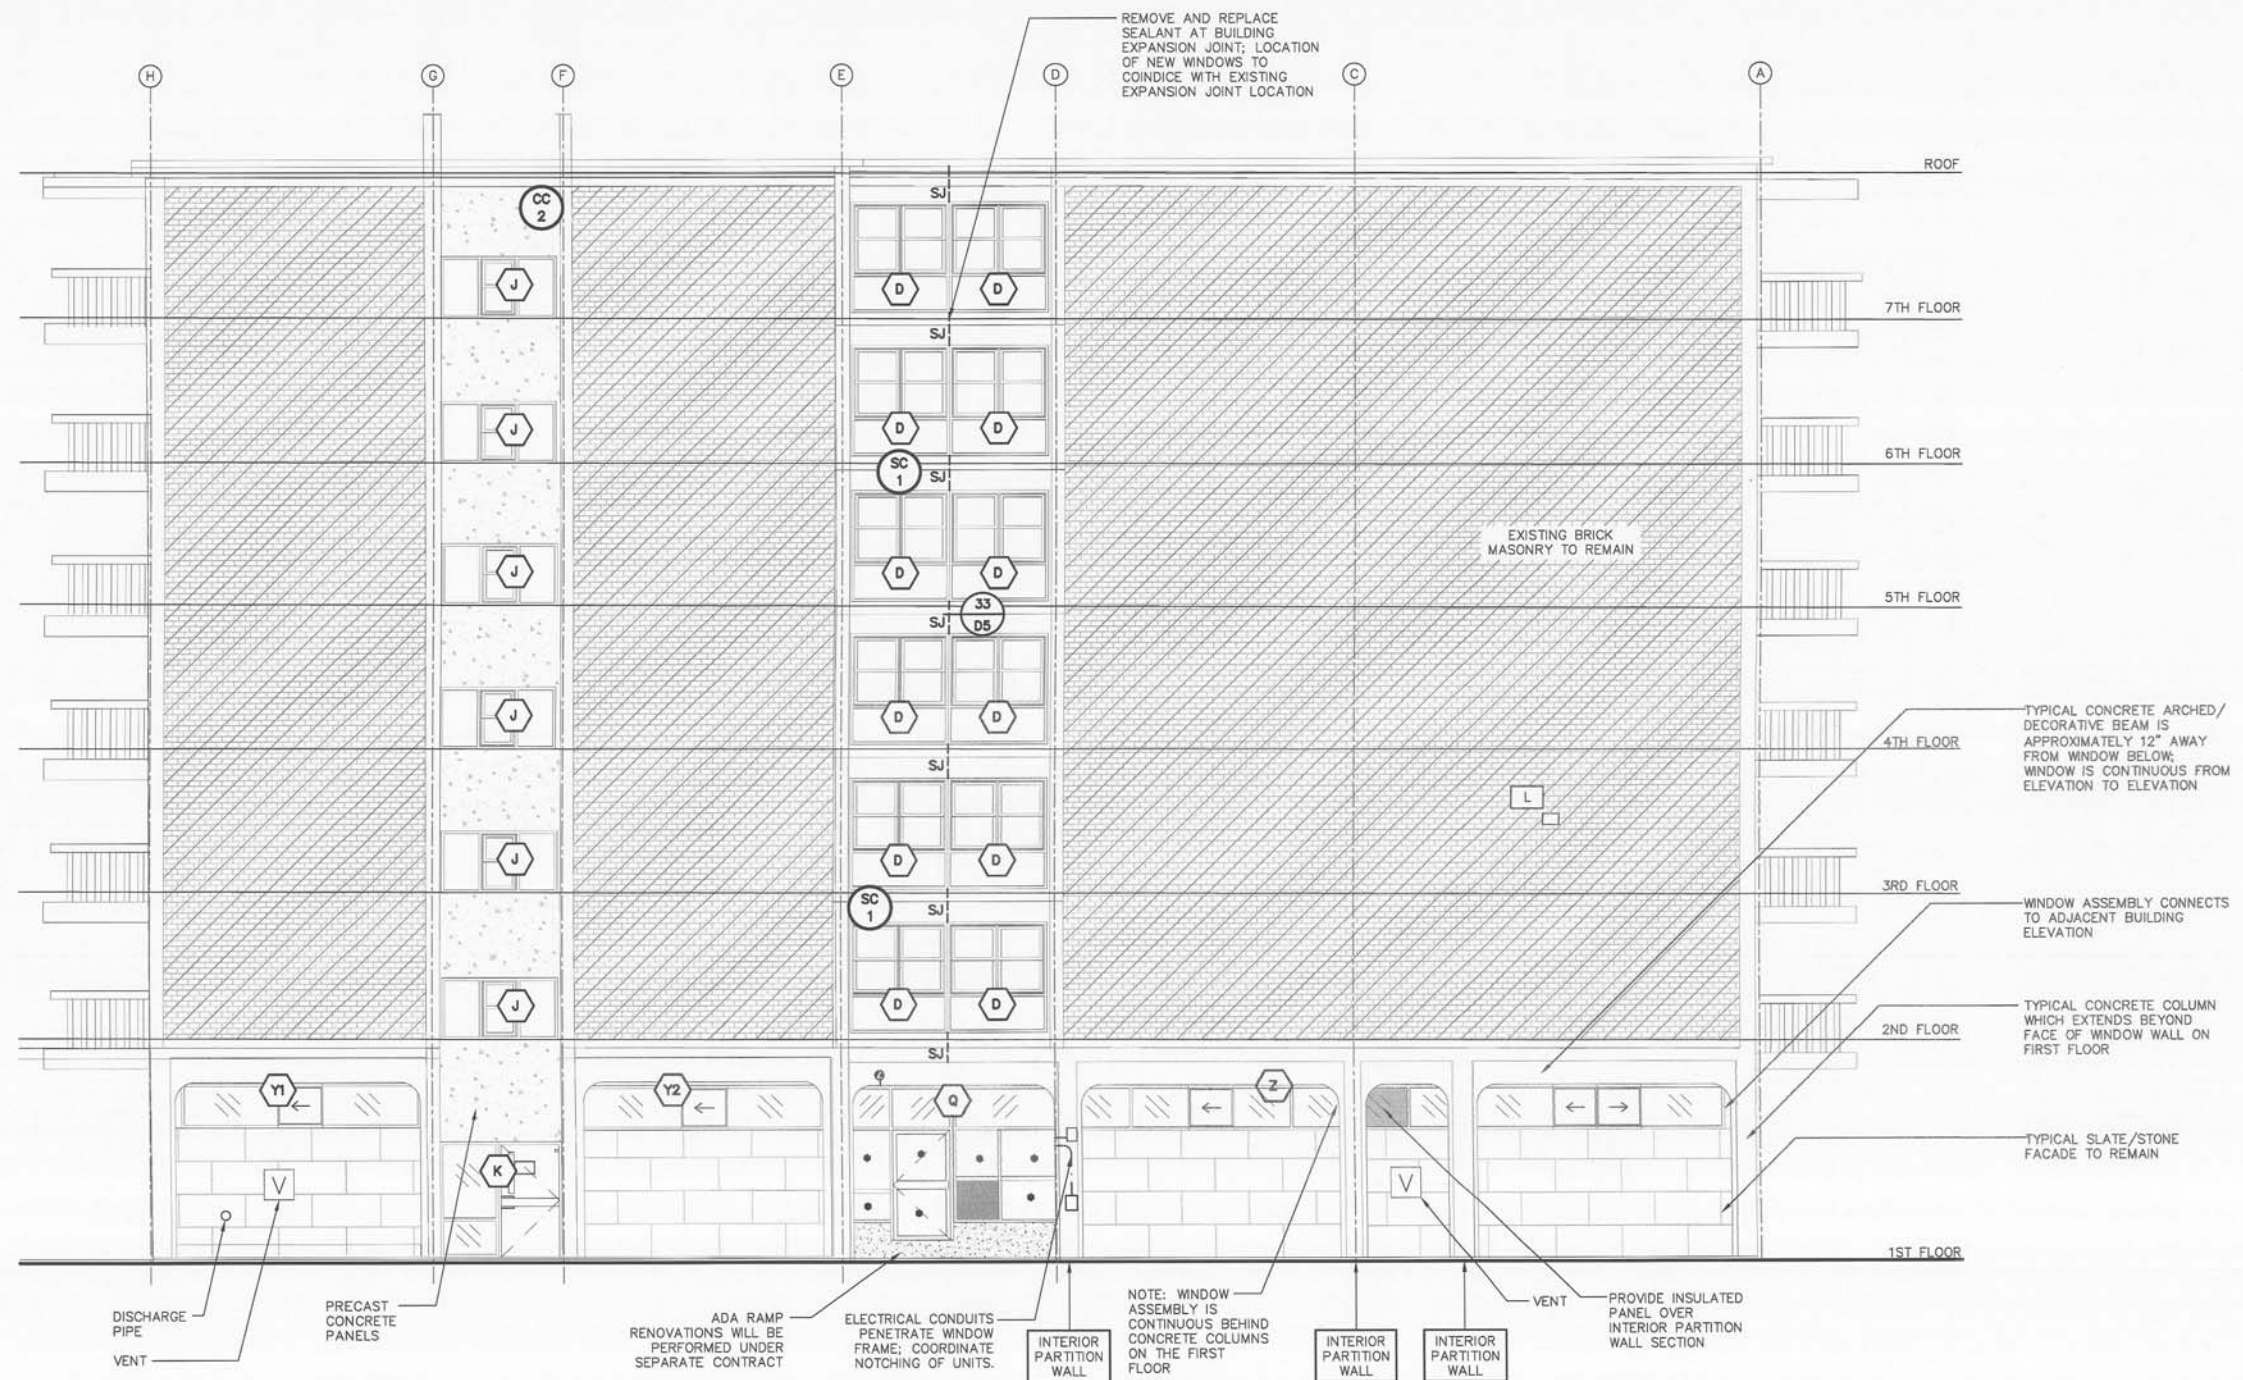 REMOVE AND REPLACE
SEALANT AT BUILDING
EXPANSION JOINT; LOCATION
OF NEW WINDOWS TO
COINDICE WITH EXISTING
EXPANSION JOINT LOCATION
H
G
F
E
D
C
A
ROOF
SJ
CC
2
J
D
D
7TH FLOOR
SJ
J
D
D
6TH FLOOR
SC
1
SJ
EXISTING BRICK
MASONRY TO REMAIN
J
D
D
5TH FLOOR
33
D5
SJ
J
D
D
4TH FLOOR
TYPICAL CONCRETE ARCHED/
DECORATIVE BEAM IS
APPROXIMATELY 12" AWAY
FROM WINDOW BELOW;
WINDOW IS CONTINUOUS FROM
ELEVATION TO ELEVATION
SJ
L
J
D
D
3RD FLOOR
SC
1
SJ
WINDOW ASSEMBLY CONNECTS
TO ADJACENT BUILDING
ELEVATION
J
D
D
2ND FLOOR
TYPICAL CONCRETE COLUMN
WHICH EXTENDS BEYOND
FACE OF WINDOW WALL ON
FIRST FLOOR
SJ
Y1
Y2
Q
Z
TYPICAL SLATE/STONE
FACADE TO REMAIN
K
V
V
1ST FLOOR
DISCHARGE
PIPE
VENT
PRECAST
CONCRETE
PANELS
ADA RAMP
RENOVATIONS WILL BE
PERFORMED UNDER
SEPARATE CONTRACT
ELECTRICAL CONDUITS
PENETRATE WINDOW
FRAME; COORDINATE
NOTCHING OF UNITS.
INTERIOR
PARTITION
WALL
NOTE: WINDOW
ASSEMBLY IS
CONTINUOUS BEHIND
CONCRETE COLUMNS
ON THE FIRST
FLOOR
INTERIOR
PARTITION
WALL
INTERIOR
PARTITION
WALL
VENT
PROVIDE INSULATED
PANEL OVER
INTERIOR PARTITION
WALL SECTION